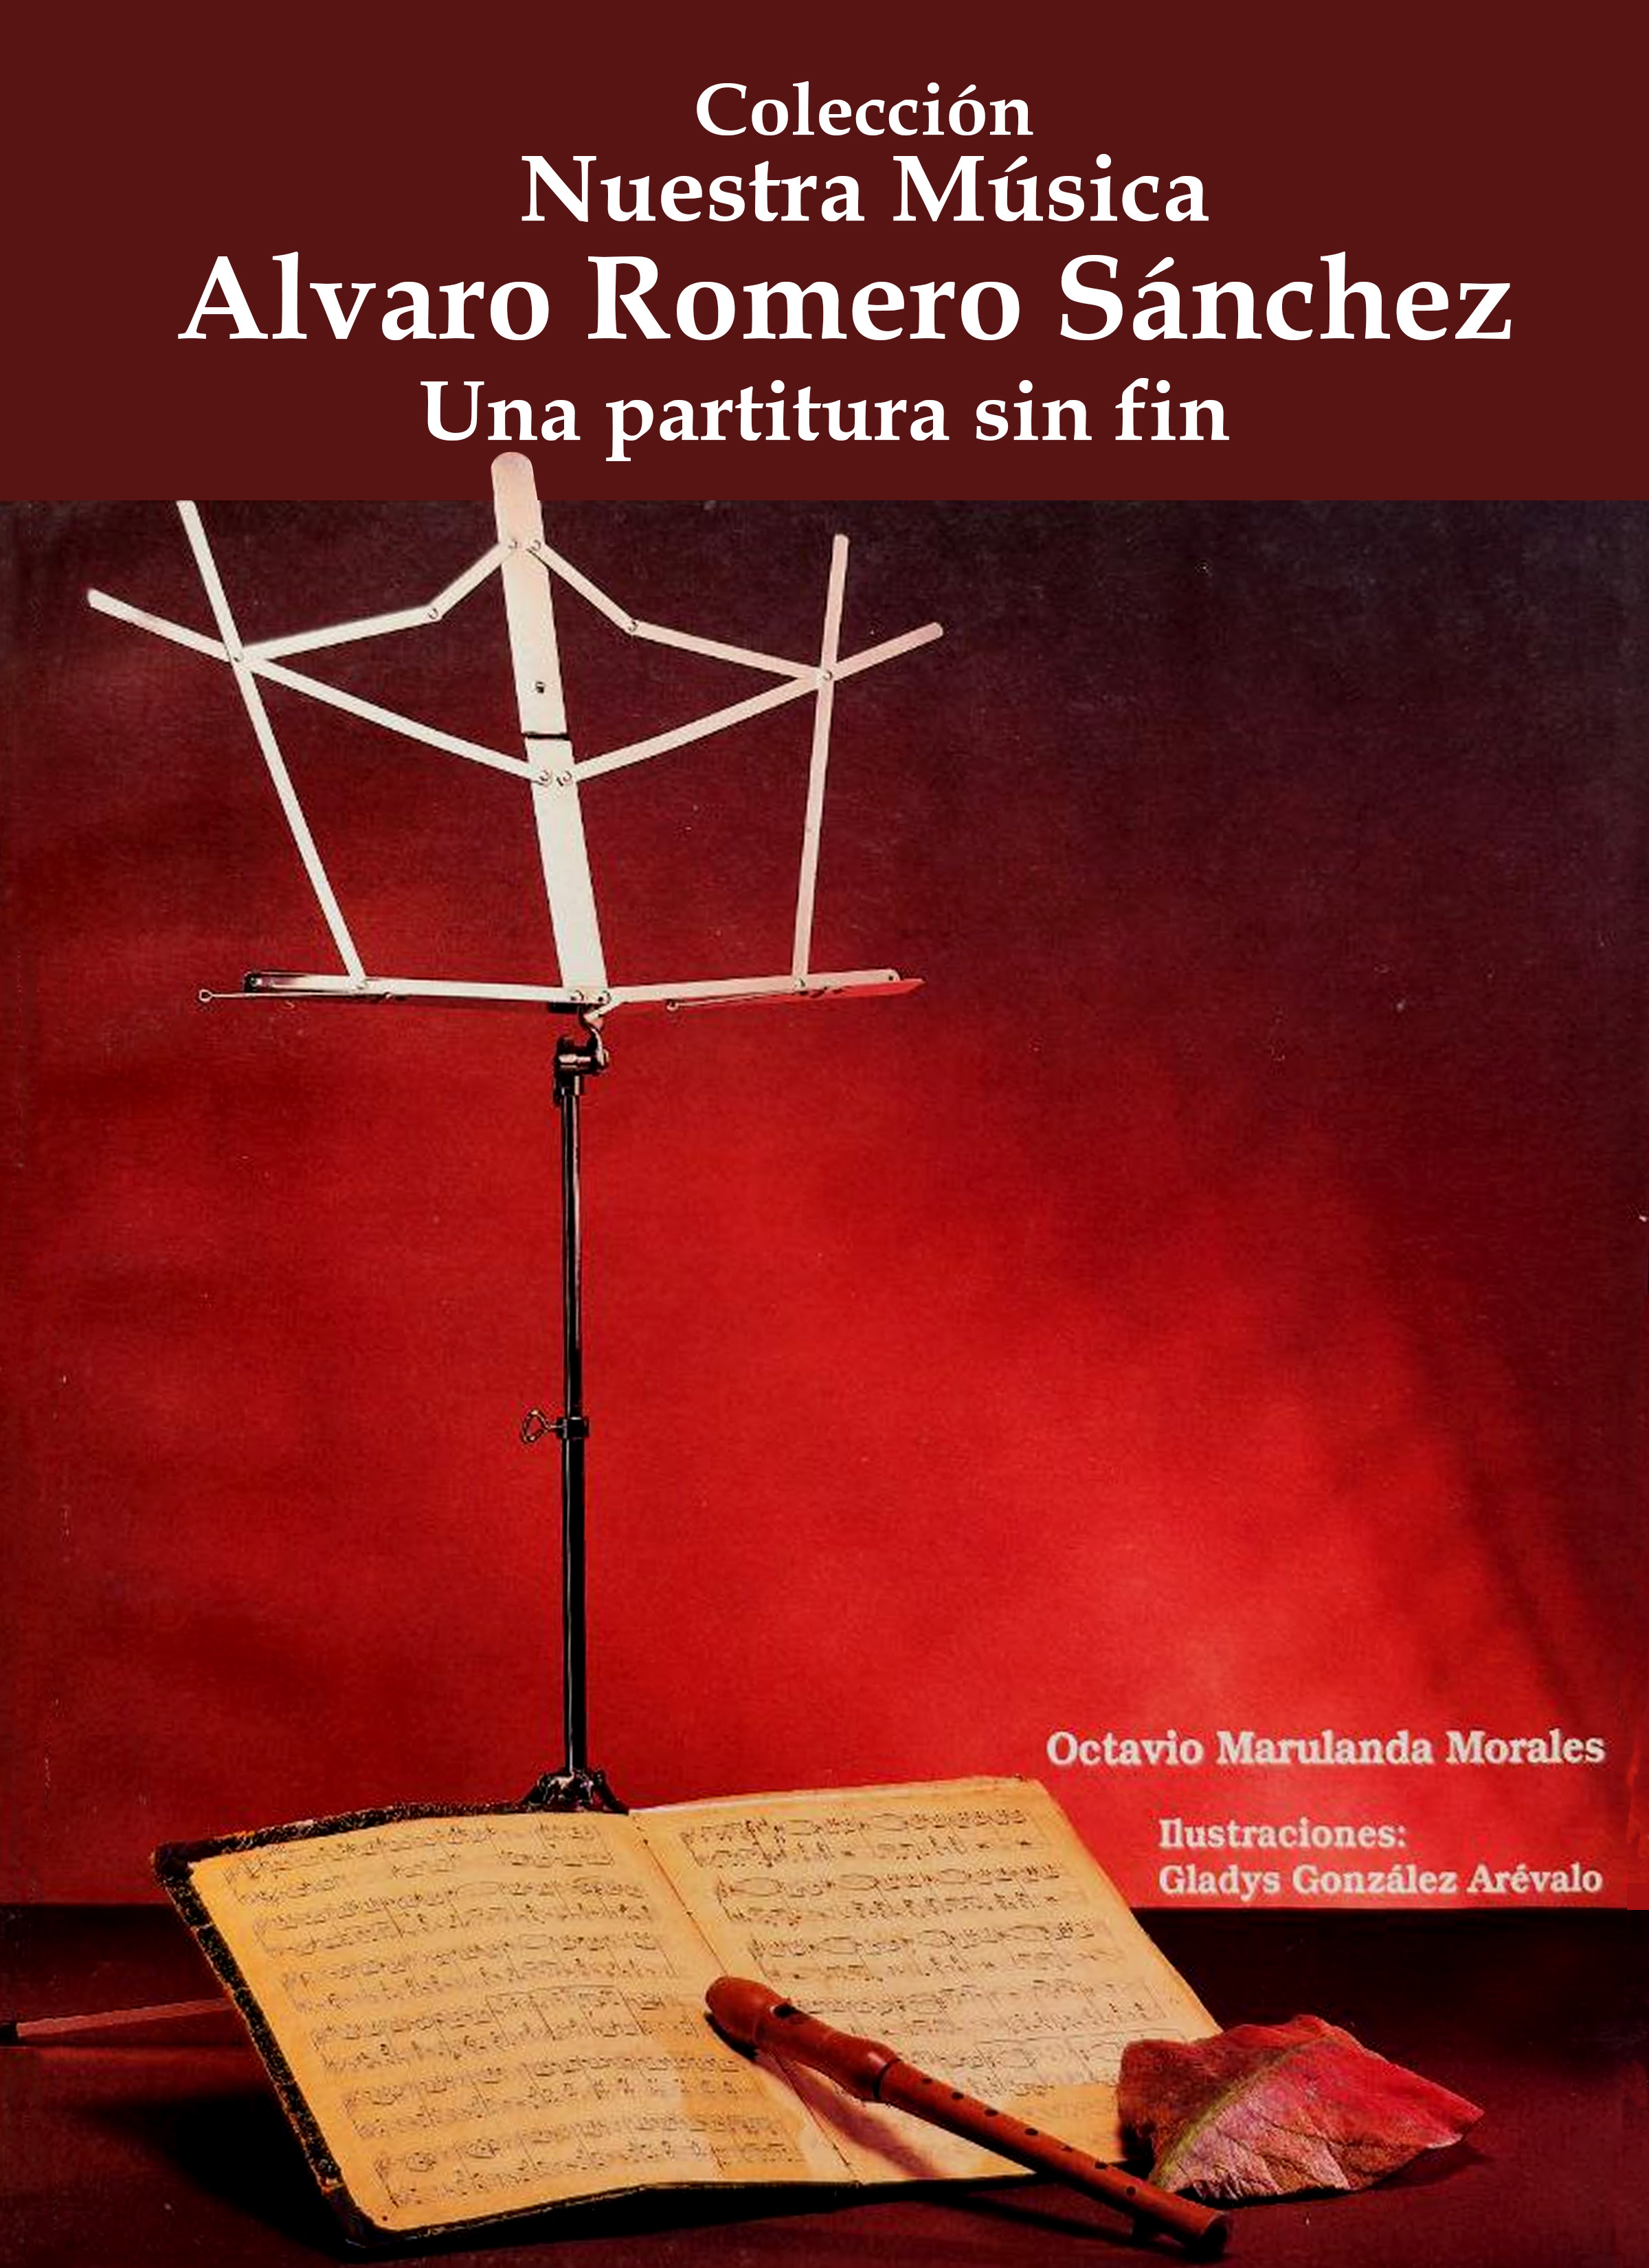 Colección
Nuestra Música
Alvaro Romero Sánchez
Una partitura sin fin
Octavio Marulanda Morales
Ilustraciones:
Gladys González Arévalo